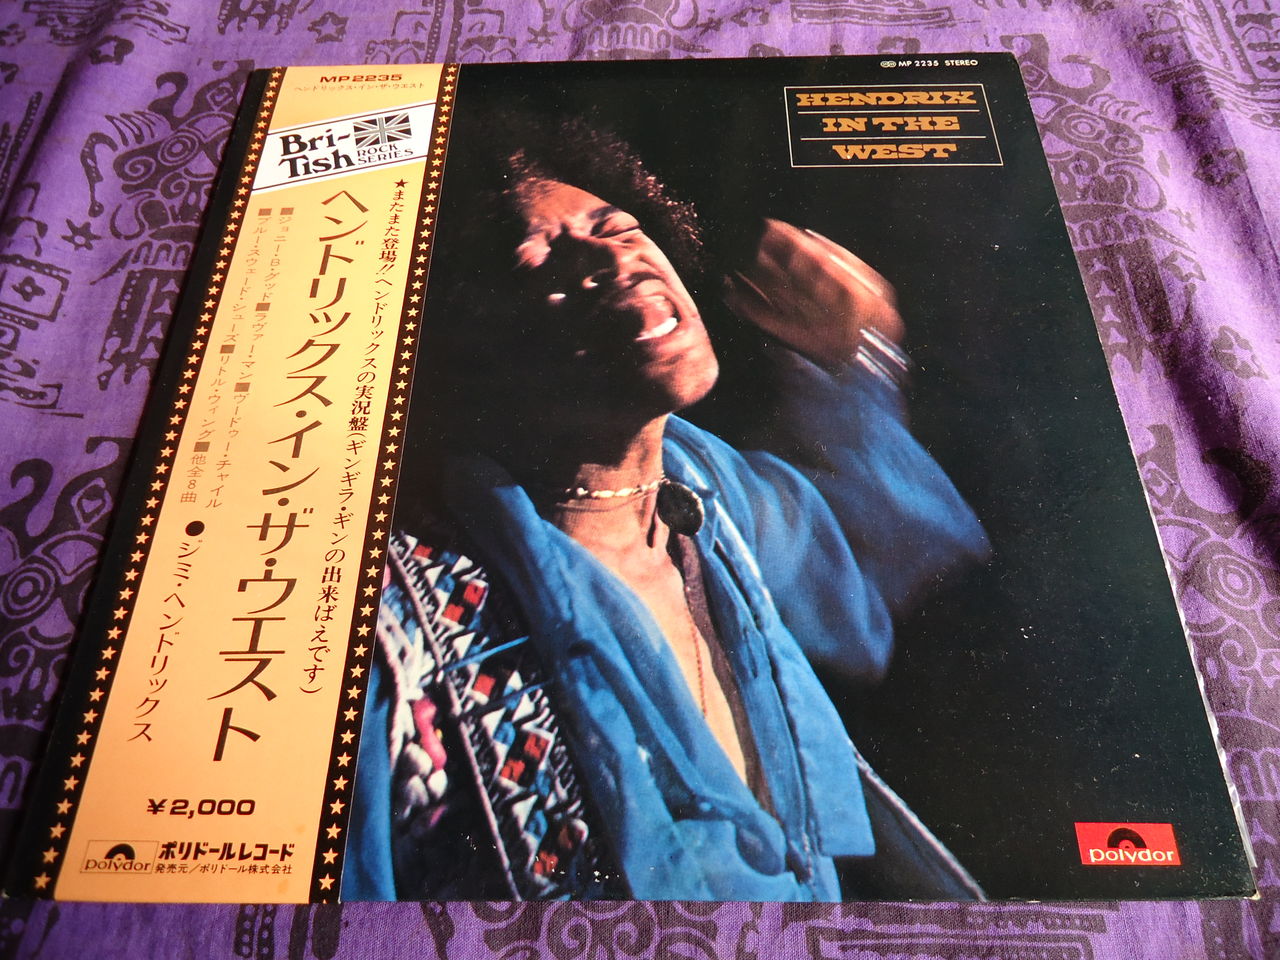 MP2235
ヘンドリックス・イン・ザ・ウエスト
Bri-
Tish
ROCK
SERIES
★またまた登場!!ヘンドリックスの実況盤(ギンギラ・ギンの出来ばえです)
ヘンドリックス・イン・ザ・ウエスト
■ジョニー・B・グッド■ラヴァー・マン■ヴードゥー・チャイル
■ブルー・スウェード・シューズ■リトル・ウィング■他全8曲
●ジミ・ヘンドリックス
¥2,000
polydor
ポリドールレコード
発売元/ポリドール株式会社
MP 2235 STEREO
HENDRIX
IN THE
WEST
polydor